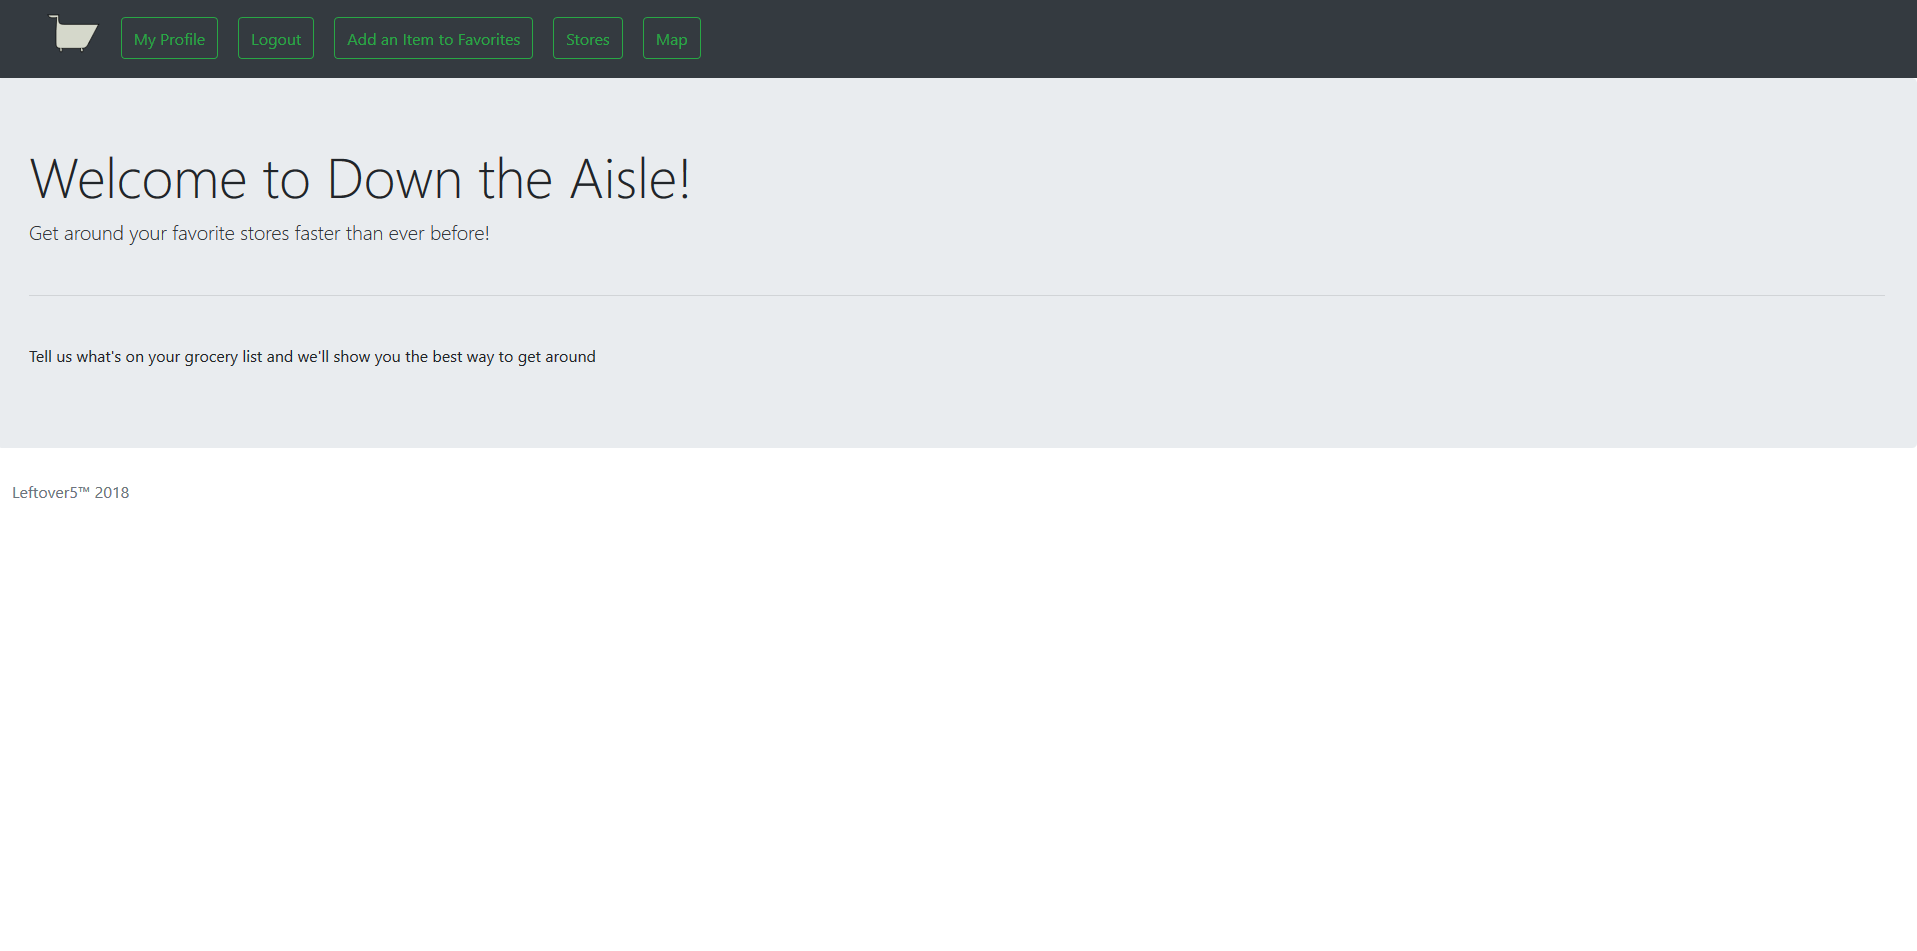 My Profile
Logout
Add an Item to Favorites
Stores
Map
Welcome to Down the Aisle!
Get around your favorite stores faster than ever before!
Tell us what's on your grocery list and we'll show you the best way to get around
Leftover5™ 2018